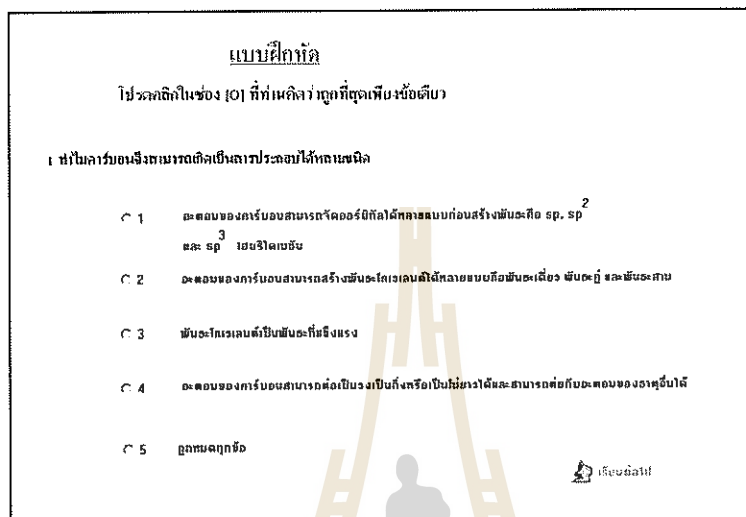 แบบฝึกหัด
โปรดคลิกในช่อง [O] ที่ท่านคิดว่าถูกที่สุดเพียงข้อเดียว
1. ทำไมคาร์บอนจึงสามารถเกิดเป็นสารประกอบได้หลายชนิด
1 อะตอมของคาร์บอนสามารถจัดออร์บิทัลได้หลายแบบก่อนสร้างพันธะคือ sp, sp²
และ sp³ ไฮบริไดเซชัน
2 อะตอมของคาร์บอนสามารถสร้างพันธะโคเวเลนต์ได้หลายแบบคือพันธะเดี่ยว พันธะคู่ และพันธะสาม
3 พันธะโคเวเลนต์เป็นพันธะที่แข็งแรง
4 อะตอมของคาร์บอนสามารถต่อเป็นวงเป็นกิ่งหรือเป็นโซ่ยาวได้และสามารถต่อกับอะตอมของธาตุอื่นได้
5 ถูกหมดทุกข้อ
เรียนต่อไป